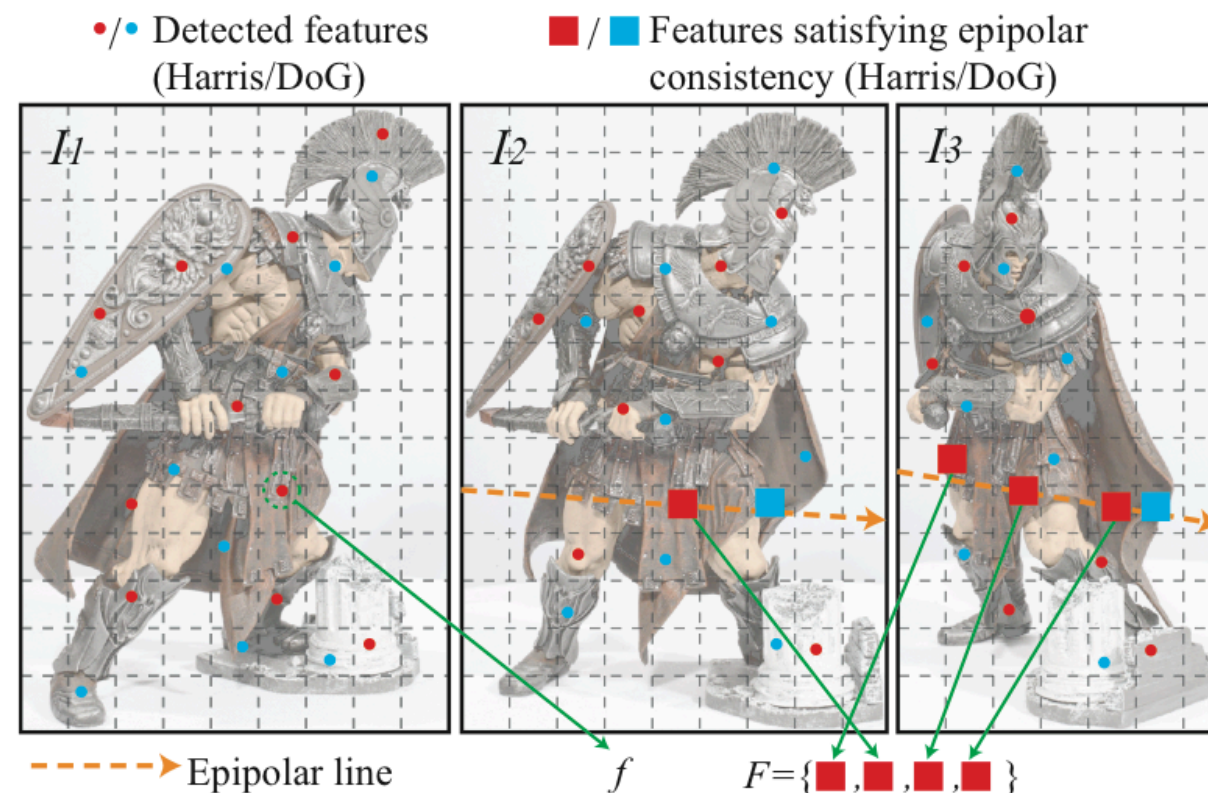 / Detected features
(Harris/DoG)
/ Features satisfying epipolar
consistency (Harris/DoG)
I1
I2
I3
Epipolar line
f
F={ , , , }